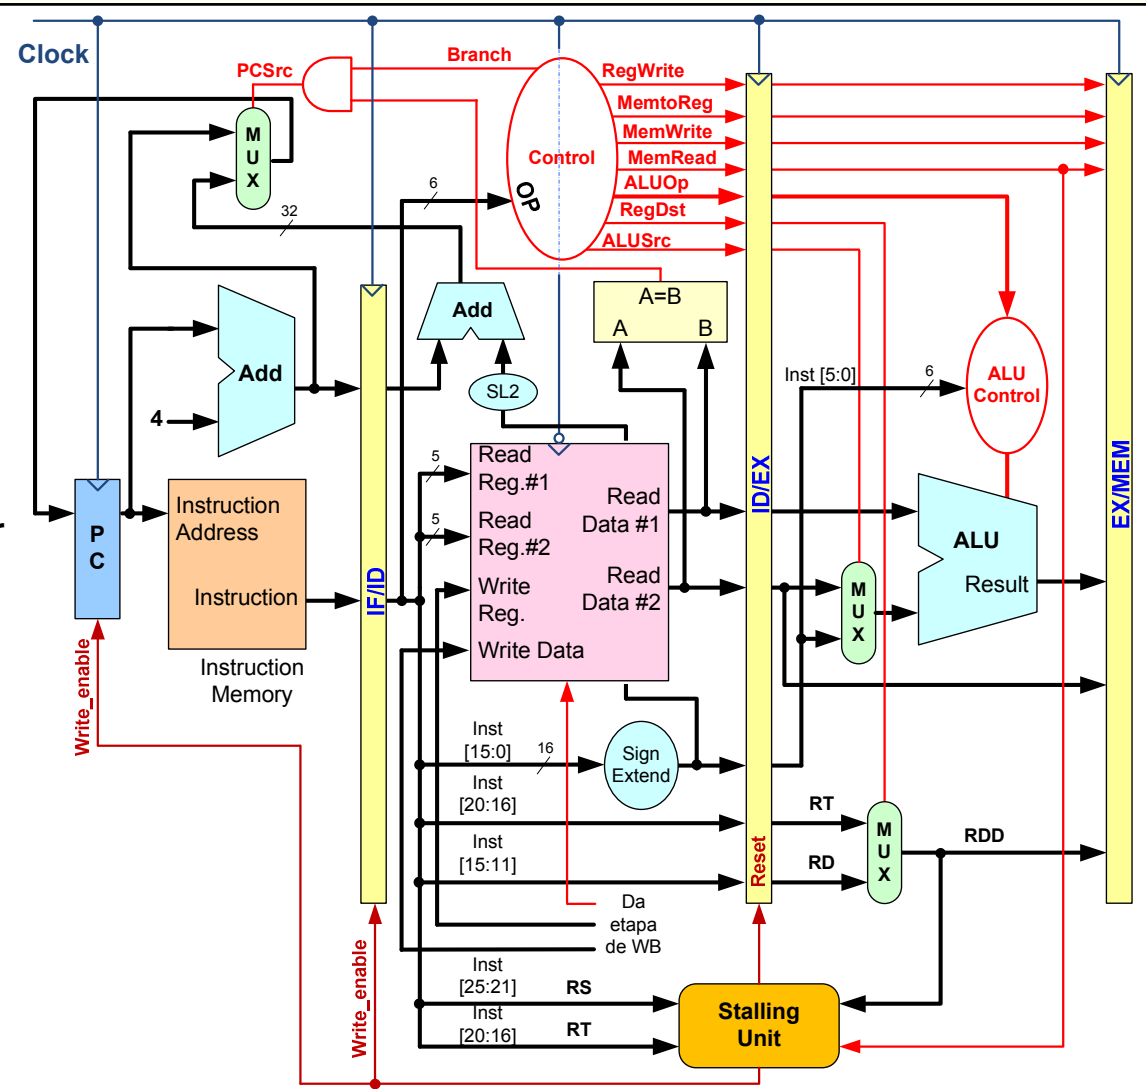 Clock
PCSrc
Branch
RegWrite
MemtoReg
MemWrite
MemRead
ALUOp
RegDst
ALUSrc
Control
OP
M
U
X
6
32
Add
A=B
A B
Add
4
SL2
Inst [5:0]
6
ALU
Control
P
C
Instruction
Address
Instruction
Instruction
Memory
IF/ID
5
5
Read
Reg.#1
Read
Reg.#2
Write
Reg.
Write Data
Read
Data #1
Read
Data #2
ID/EX
Reset
M
U
X
ALU
Result
EX/MEM
Write_enable
Inst
[15:0]
16
Sign
Extend
Inst
[20:16]
RT
Inst
[15:11]
RD
M
U
X
RDD
Da
etapa
de WB
Write_enable
Inst
[25:21]
RS
Inst
[20:16]
RT
Stalling
Unit